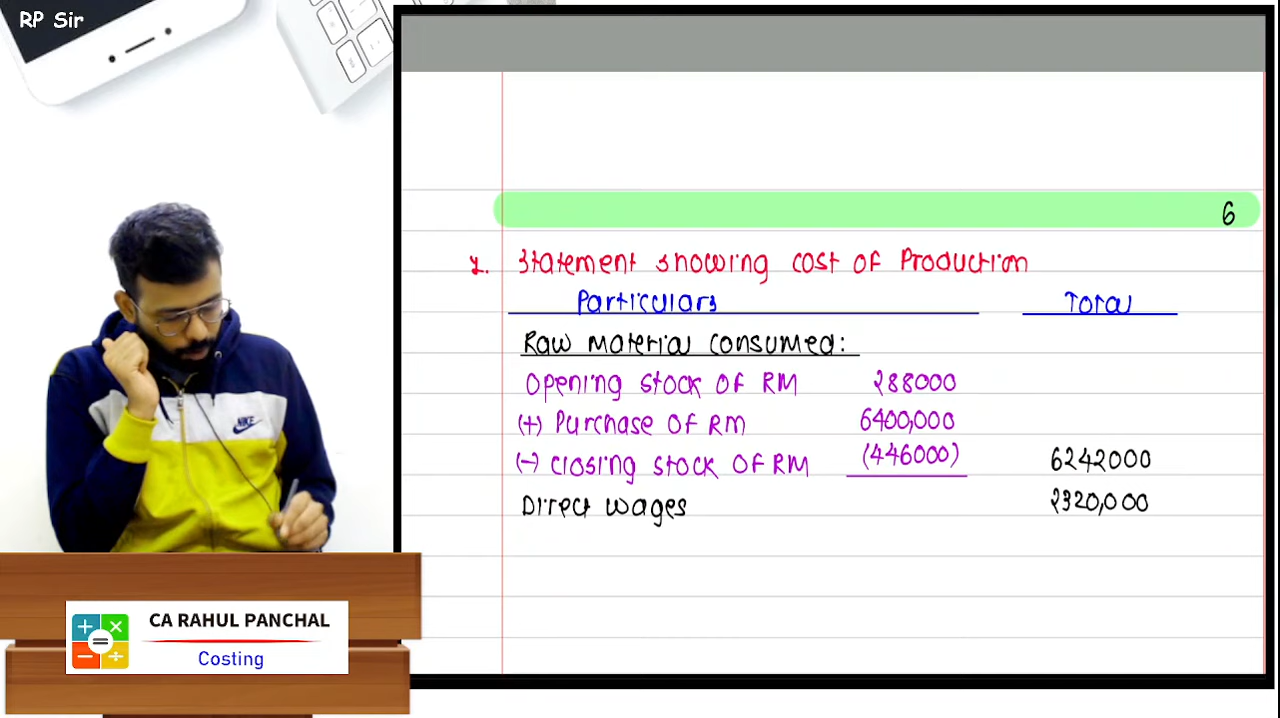 RP Sir
6
1. Statement showing cost of Production
Particulars Total
Raw material consumed:
Opening stock of RM 288000
(+) Purchase of RM 6400,000
(-) closing stock of RM (446000) 6242000
Direct wages 2320,000
NIKE
CA RAHUL PANCHAL
Costing